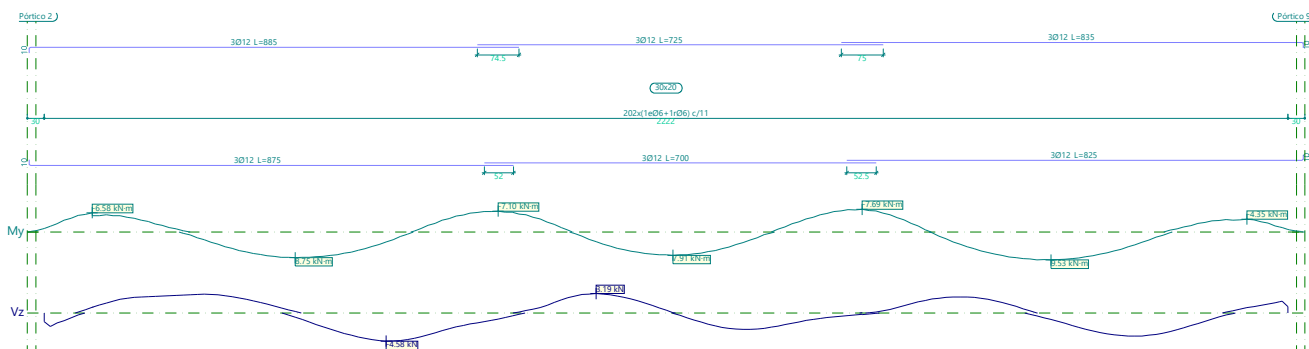 Pórtico 2
Pórtico 9
3Ø12 L=885
3Ø12 L=725
3Ø12 L=835
10
74.5
75
30x20
202x(1eØ6+1rØ6) c/11
30
2222
30
3Ø12 L=875
3Ø12 L=700
3Ø12 L=825
10
52
52.5
-6.58 kN·m
-7.10 kN·m
-7.69 kN·m
-4.35 kN·m
My
8.75 kN·m
7.91 kN·m
9.53 kN·m
3.19 kN
Vz
-4.58 kN